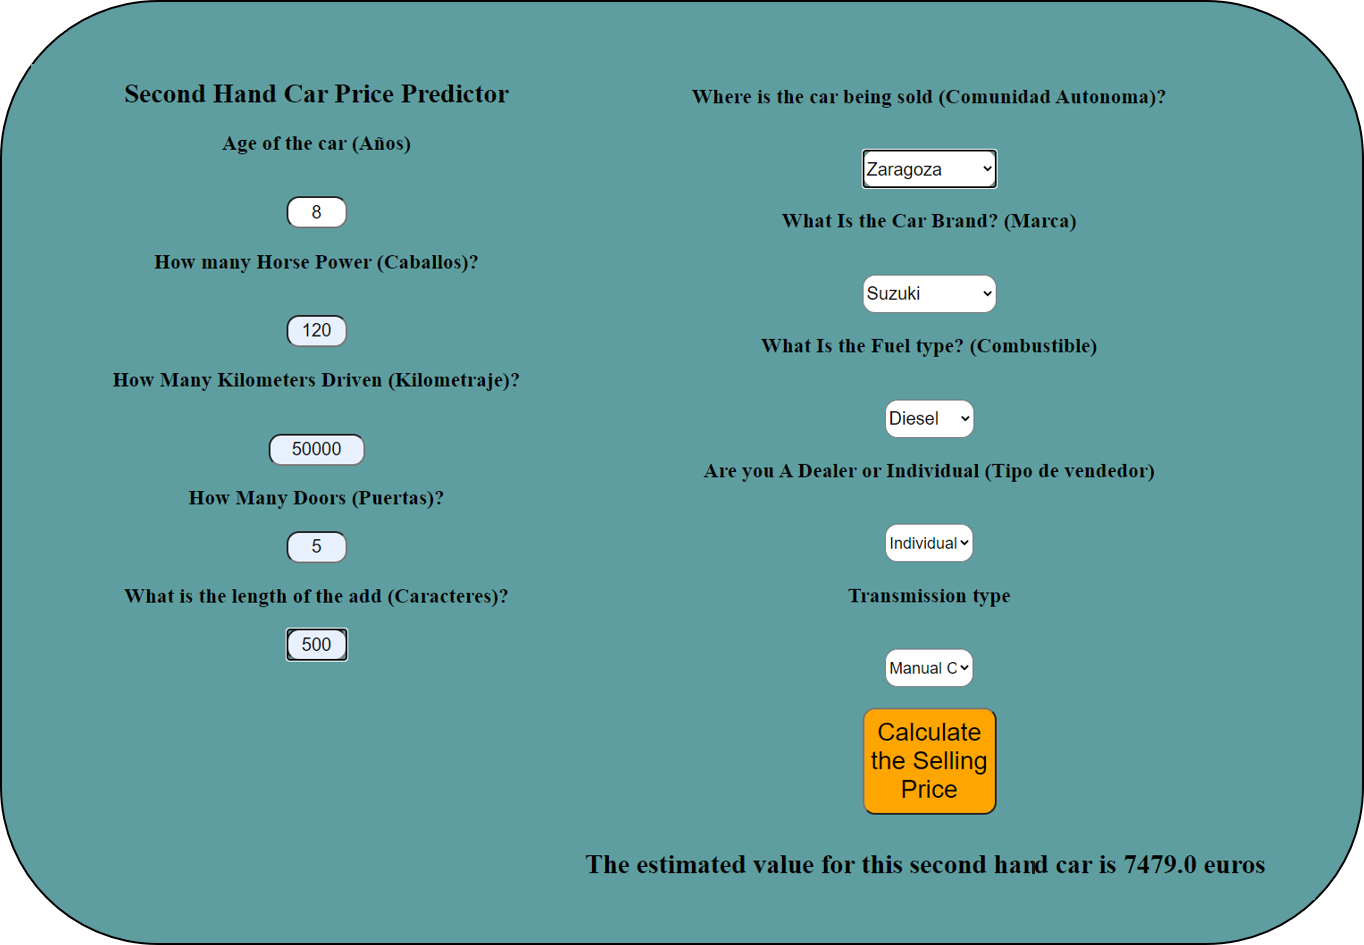 Second Hand Car Price Predictor
Age of the car (Años)
8
How many Horse Power (Caballos)?
120
How Many Kilometers Driven (Kilometraje)?
50000
How Many Doors (Puertas)?
5
What is the length of the add (Caracteres)?
500
Where is the car being sold (Comunidad Autonoma)?
Zaragoza
What Is the Car Brand? (Marca)
Suzuki
What Is the Fuel type? (Combustible)
Diesel
Are you A Dealer or Individual (Tipo de vendedor)
Individual
Transmission type
Manual C
Calculate
the Selling
Price
The estimated value for this second hand car is 7479.0 euros